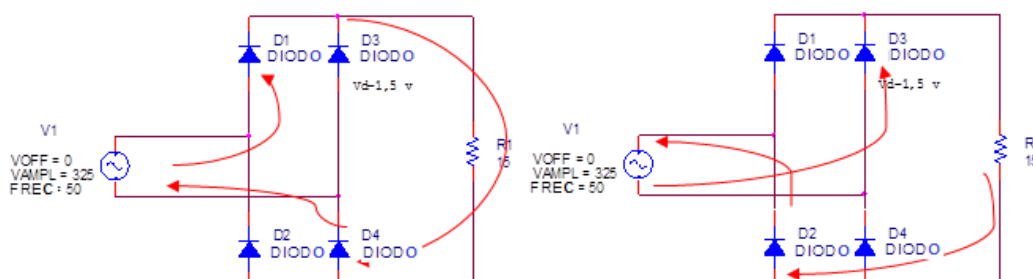 D1
DIODO
D3
DIODO
Vd-1,5 v
V1
VOFF = 0
VAMPL = 325
FREC = 50
R1
15
D2
DIODO
D4
DIODO
D1
DIODO
D3
DIODO
Vd-1,5 v
V1
VOFF = 0
VAMPL = 325
FREC = 50
R
15
D2
DIODO
D4
DIODO